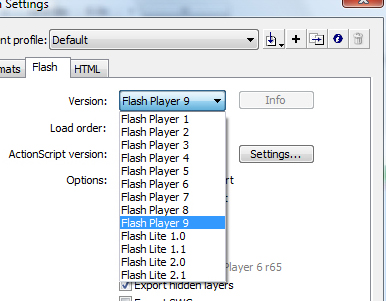 Settings
nt profile: Default
mats Flash HTML
Version: Flash Player 9 Info
Load order:
ActionScript version: Settings...
Options:
Flash Player 1
Flash Player 2
Flash Player 3
Flash Player 4
Flash Player 5
Flash Player 6
Flash Player 7
Flash Player 8
Flash Player 9
Flash Lite 1.0
Flash Lite 1.1
Flash Lite 2.0
Flash Lite 2.1
rt
Player 6 r65
Export hidden layers